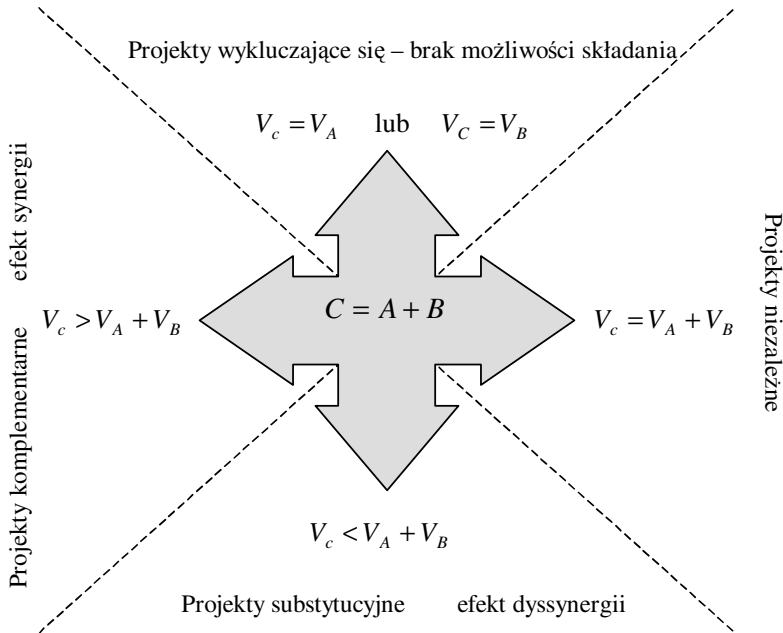 Projekty wykluczające się – brak możliwości składania
V_c = V_A lub V_C = V_B
Projekty komplementarne efekt synergii
V_c > V_A + V_B
C = A + B
V_c = V_A + V_B
Projekty niezależne
V_c < V_A + V_B
Projekty substytucyjne efekt dyssynergii